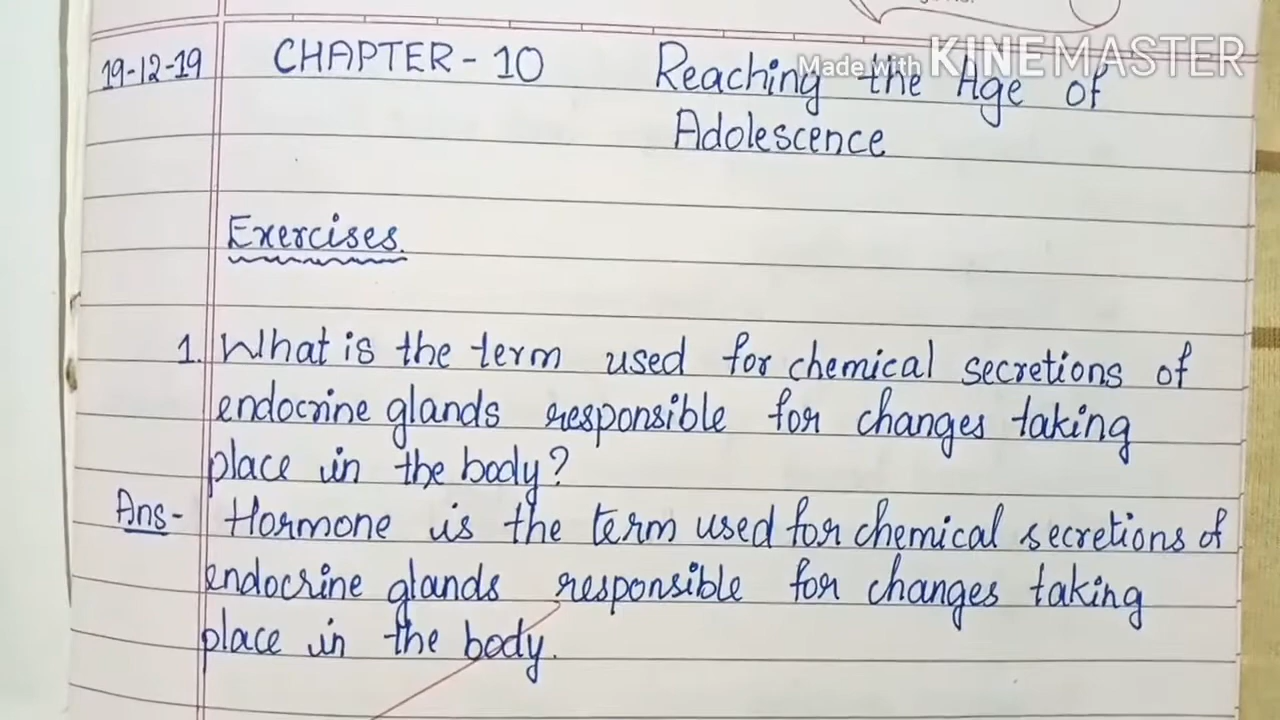 19-12-19 CHAPTER - 10 Reaching the Age of
Adolescence
Made with KINEMASTER
Exercises.
1. What is the term used for chemical secretions of
endocrine glands responsible for changes taking
place in the body?
Ans- Hormone is the term used for chemical secretions of
endocrine glands responsible for changes taking
place in the body.